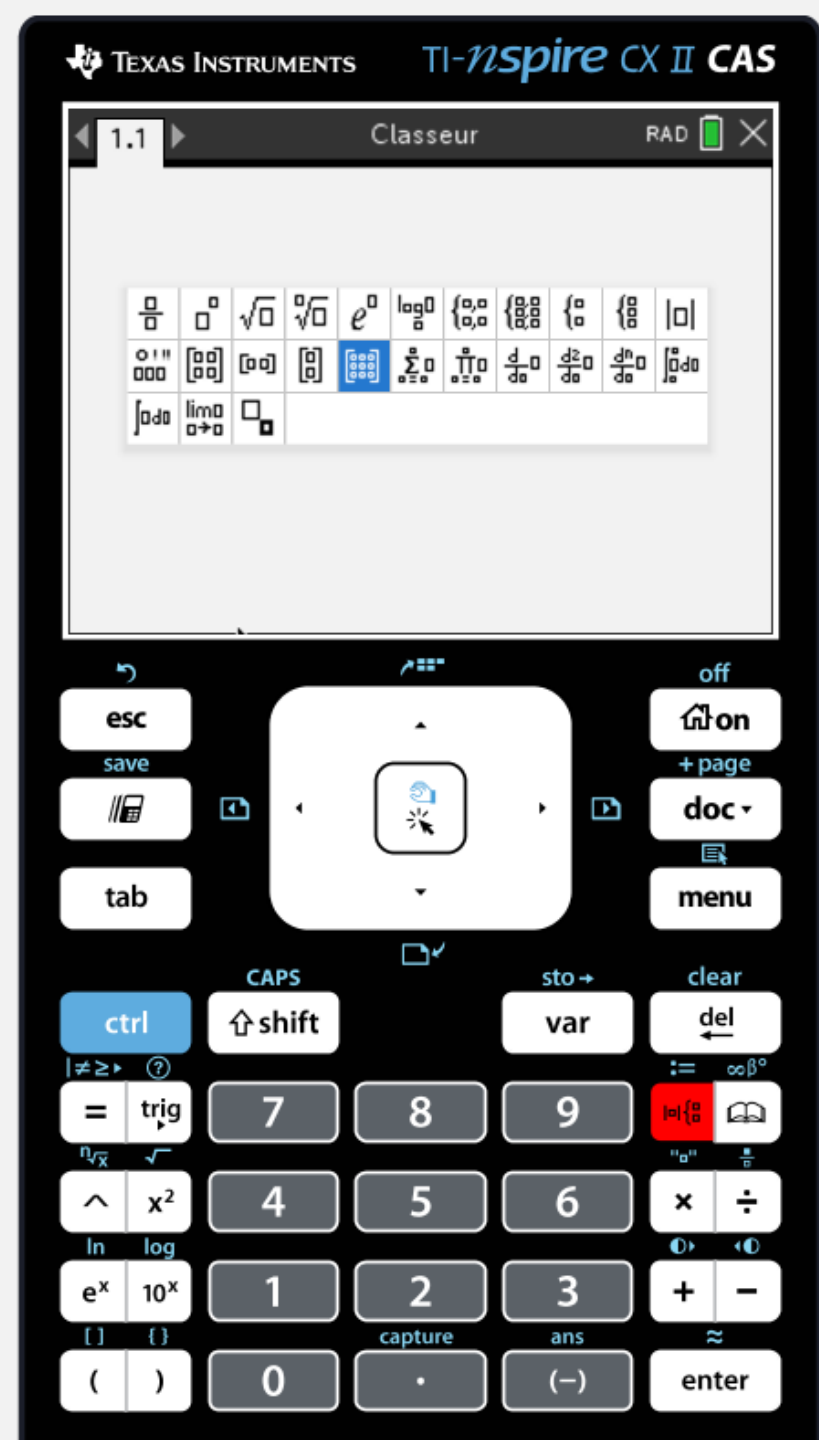 TEXAS INSTRUMENTS TI-nspire CX II CAS
1.1 Classeur RAD
esc
off
on
save
+ page
doc
tab
menu
CAPS
sto →
clear
ctrl
shift
var
del
|≠≥▸ ? := ∞β°
= trig 7 8 9 |▫|{
n√x √ "▫"
^ x² 4 5 6 × ÷
ln log
eˣ 10ˣ 1 2 3 + −
[ ] { } capture ans ≈
( ) 0 . (−) enter